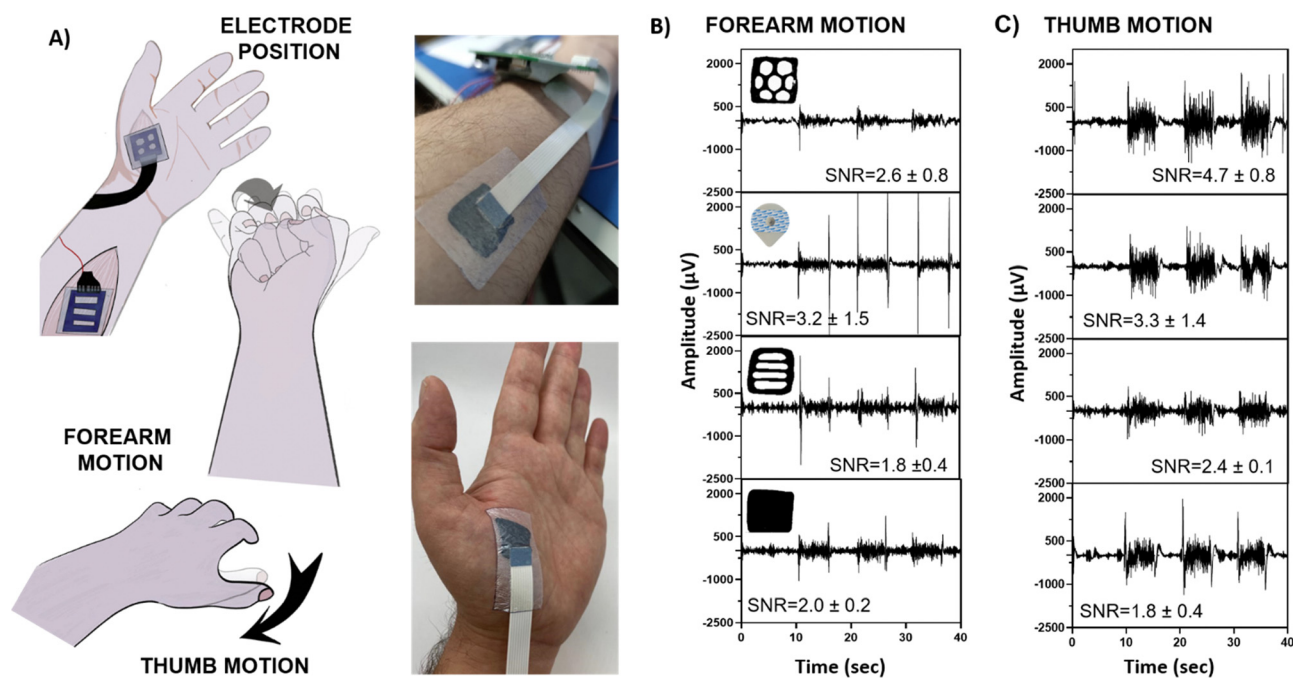 A)
ELECTRODE
POSITION
FOREARM
MOTION
THUMB MOTION
B)
FOREARM MOTION
Amplitude (μV)
2000
500
-1000
-2500
SNR=2.6 ± 0.8
2000
500
-1000
-2500
SNR=3.2 ± 1.5
2000
500
-1000
-2500
SNR=1.8 ±0.4
2000
500
-1000
-2500
SNR=2.0 ± 0.2
0
10
20
30
40
Time (sec)
C)
THUMB MOTION
Amplitude (μV)
2000
500
-1000
-2500
SNR=4.7 ± 0.8
2000
500
-1000
-2500
SNR=3.3 ± 1.4
2000
500
-1000
-2500
SNR=2.4 ± 0.1
2000
500
-1000
-2500
SNR=1.8 ± 0.4
0
10
20
30
40
Time (sec)